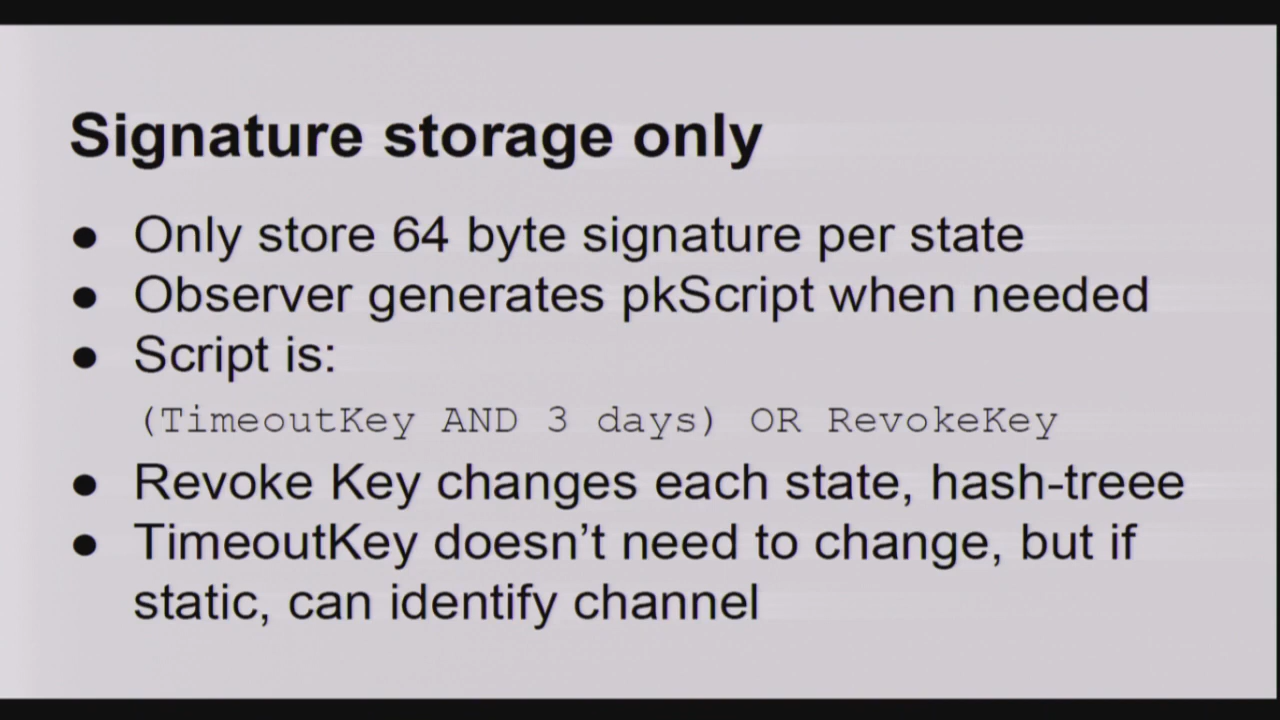 Signature storage only
● Only store 64 byte signature per state
● Observer generates pkScript when needed
● Script is:
(TimeoutKey AND 3 days) OR RevokeKey
● Revoke Key changes each state, hash-treee
● TimeoutKey doesn't need to change, but if
static, can identify channel